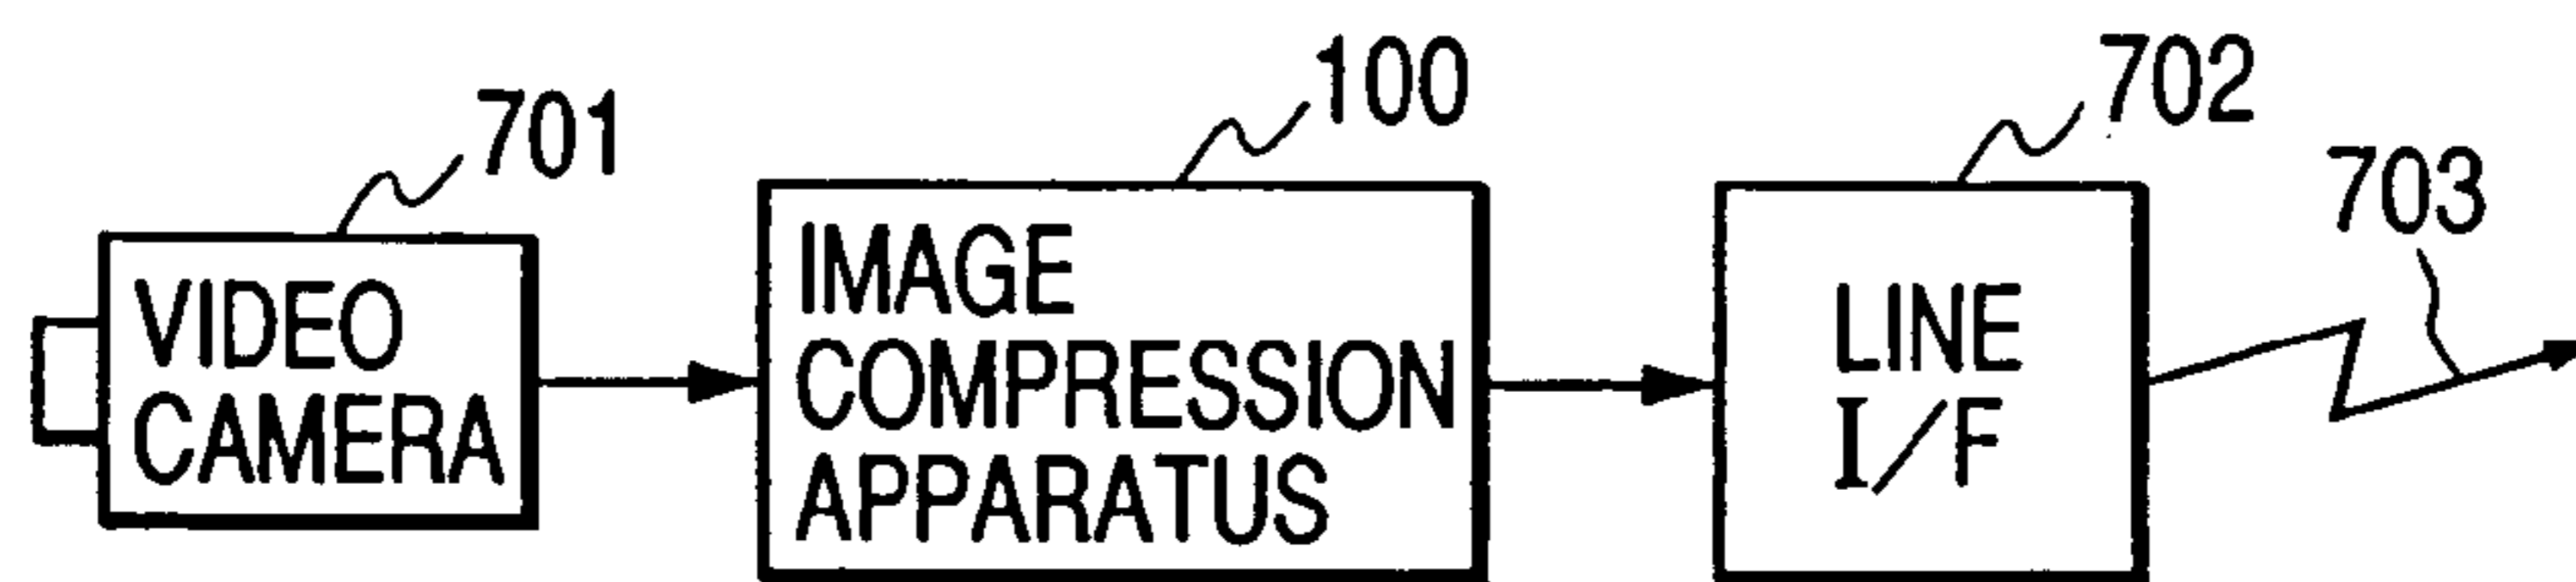 701
100
702
703
VIDEO
CAMERA
IMAGE
COMPRESSION
APPARATUS
LINE
I/F